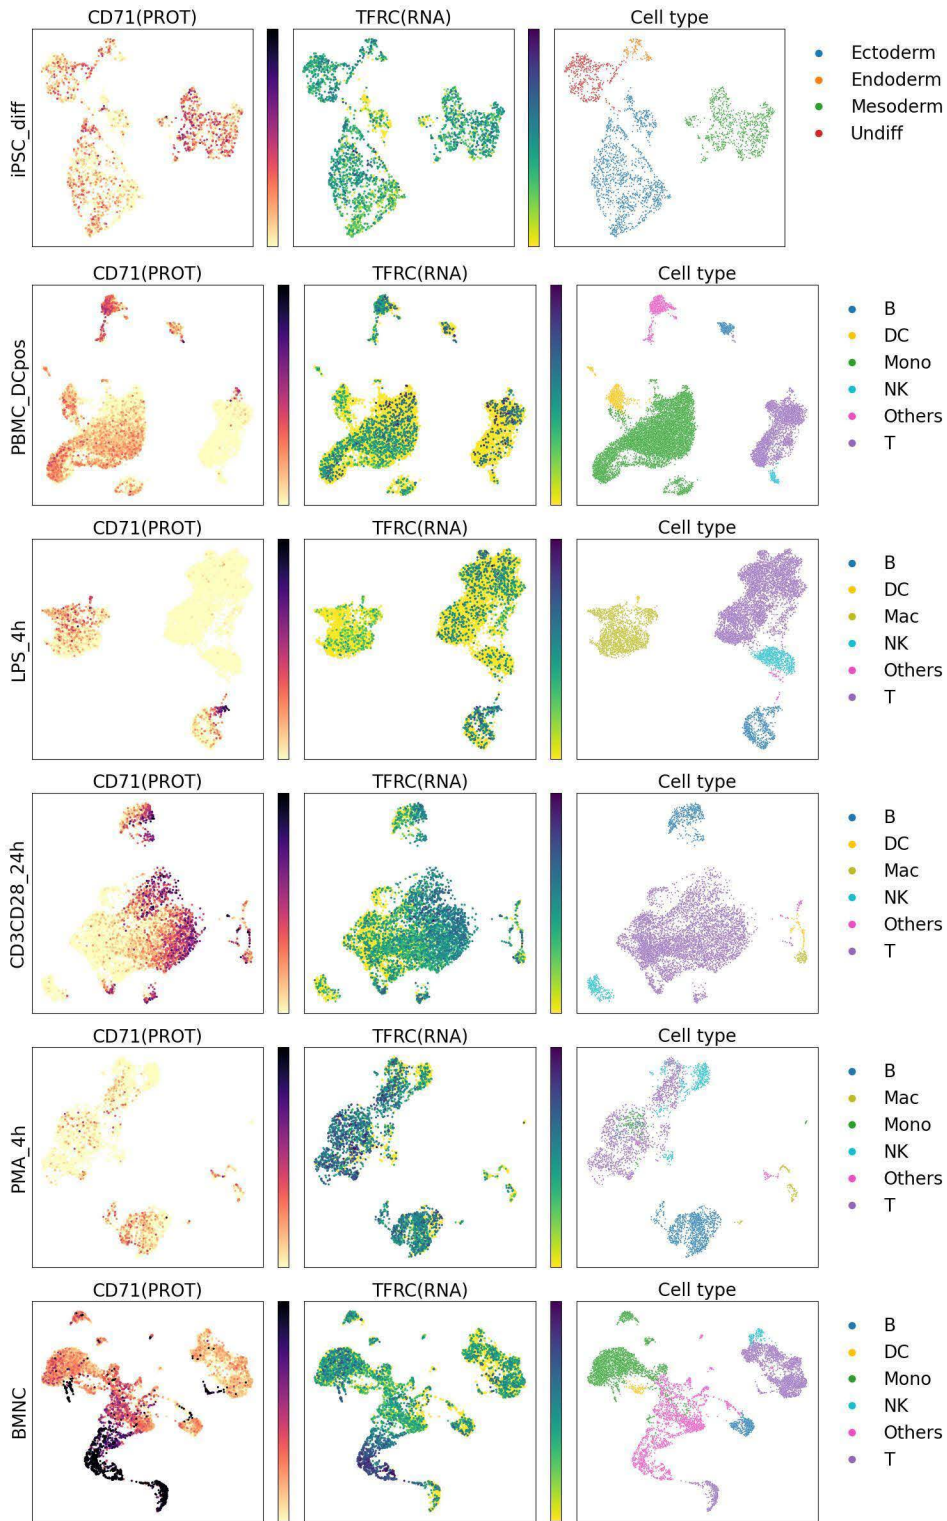 CD71(PROT) TFRC(RNA) Cell type
iPSC_diff
Ectoderm
Endoderm
Mesoderm
Undiff
CD71(PROT) TFRC(RNA) Cell type
PBMC_DCpos
B
DC
Mono
NK
Others
T
CD71(PROT) TFRC(RNA) Cell type
LPS_4h
B
DC
Mac
NK
Others
T
CD71(PROT) TFRC(RNA) Cell type
CD3CD28_24h
B
DC
Mac
NK
Others
T
CD71(PROT) TFRC(RNA) Cell type
PMA_4h
B
Mac
Mono
NK
Others
T
CD71(PROT) TFRC(RNA) Cell type
BMNC
B
DC
Mono
NK
Others
T